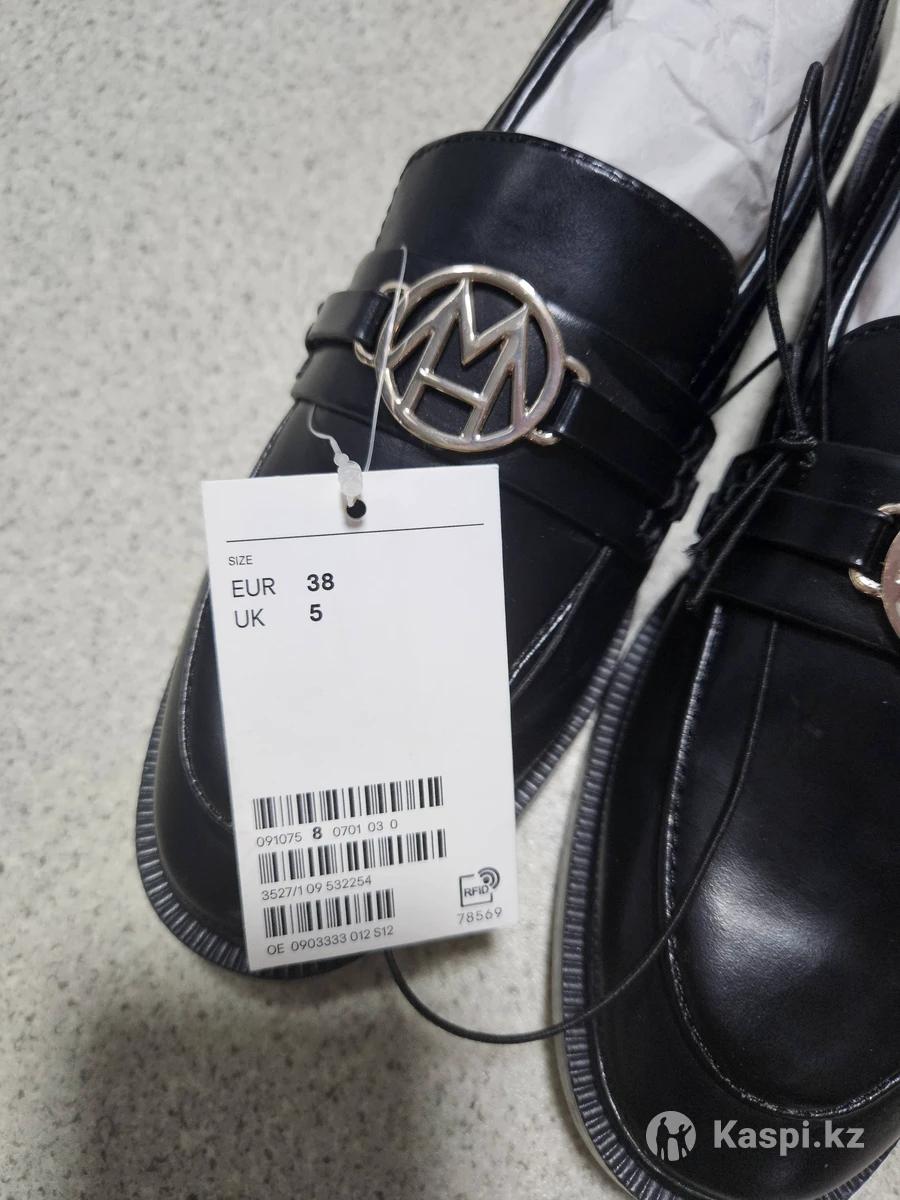 SIZE
EUR 38
UK 5
091075 8 0701 03 0
3527/1 09 532254
RFID
OE 0903333 012 S12
78569
Kaspi.kz